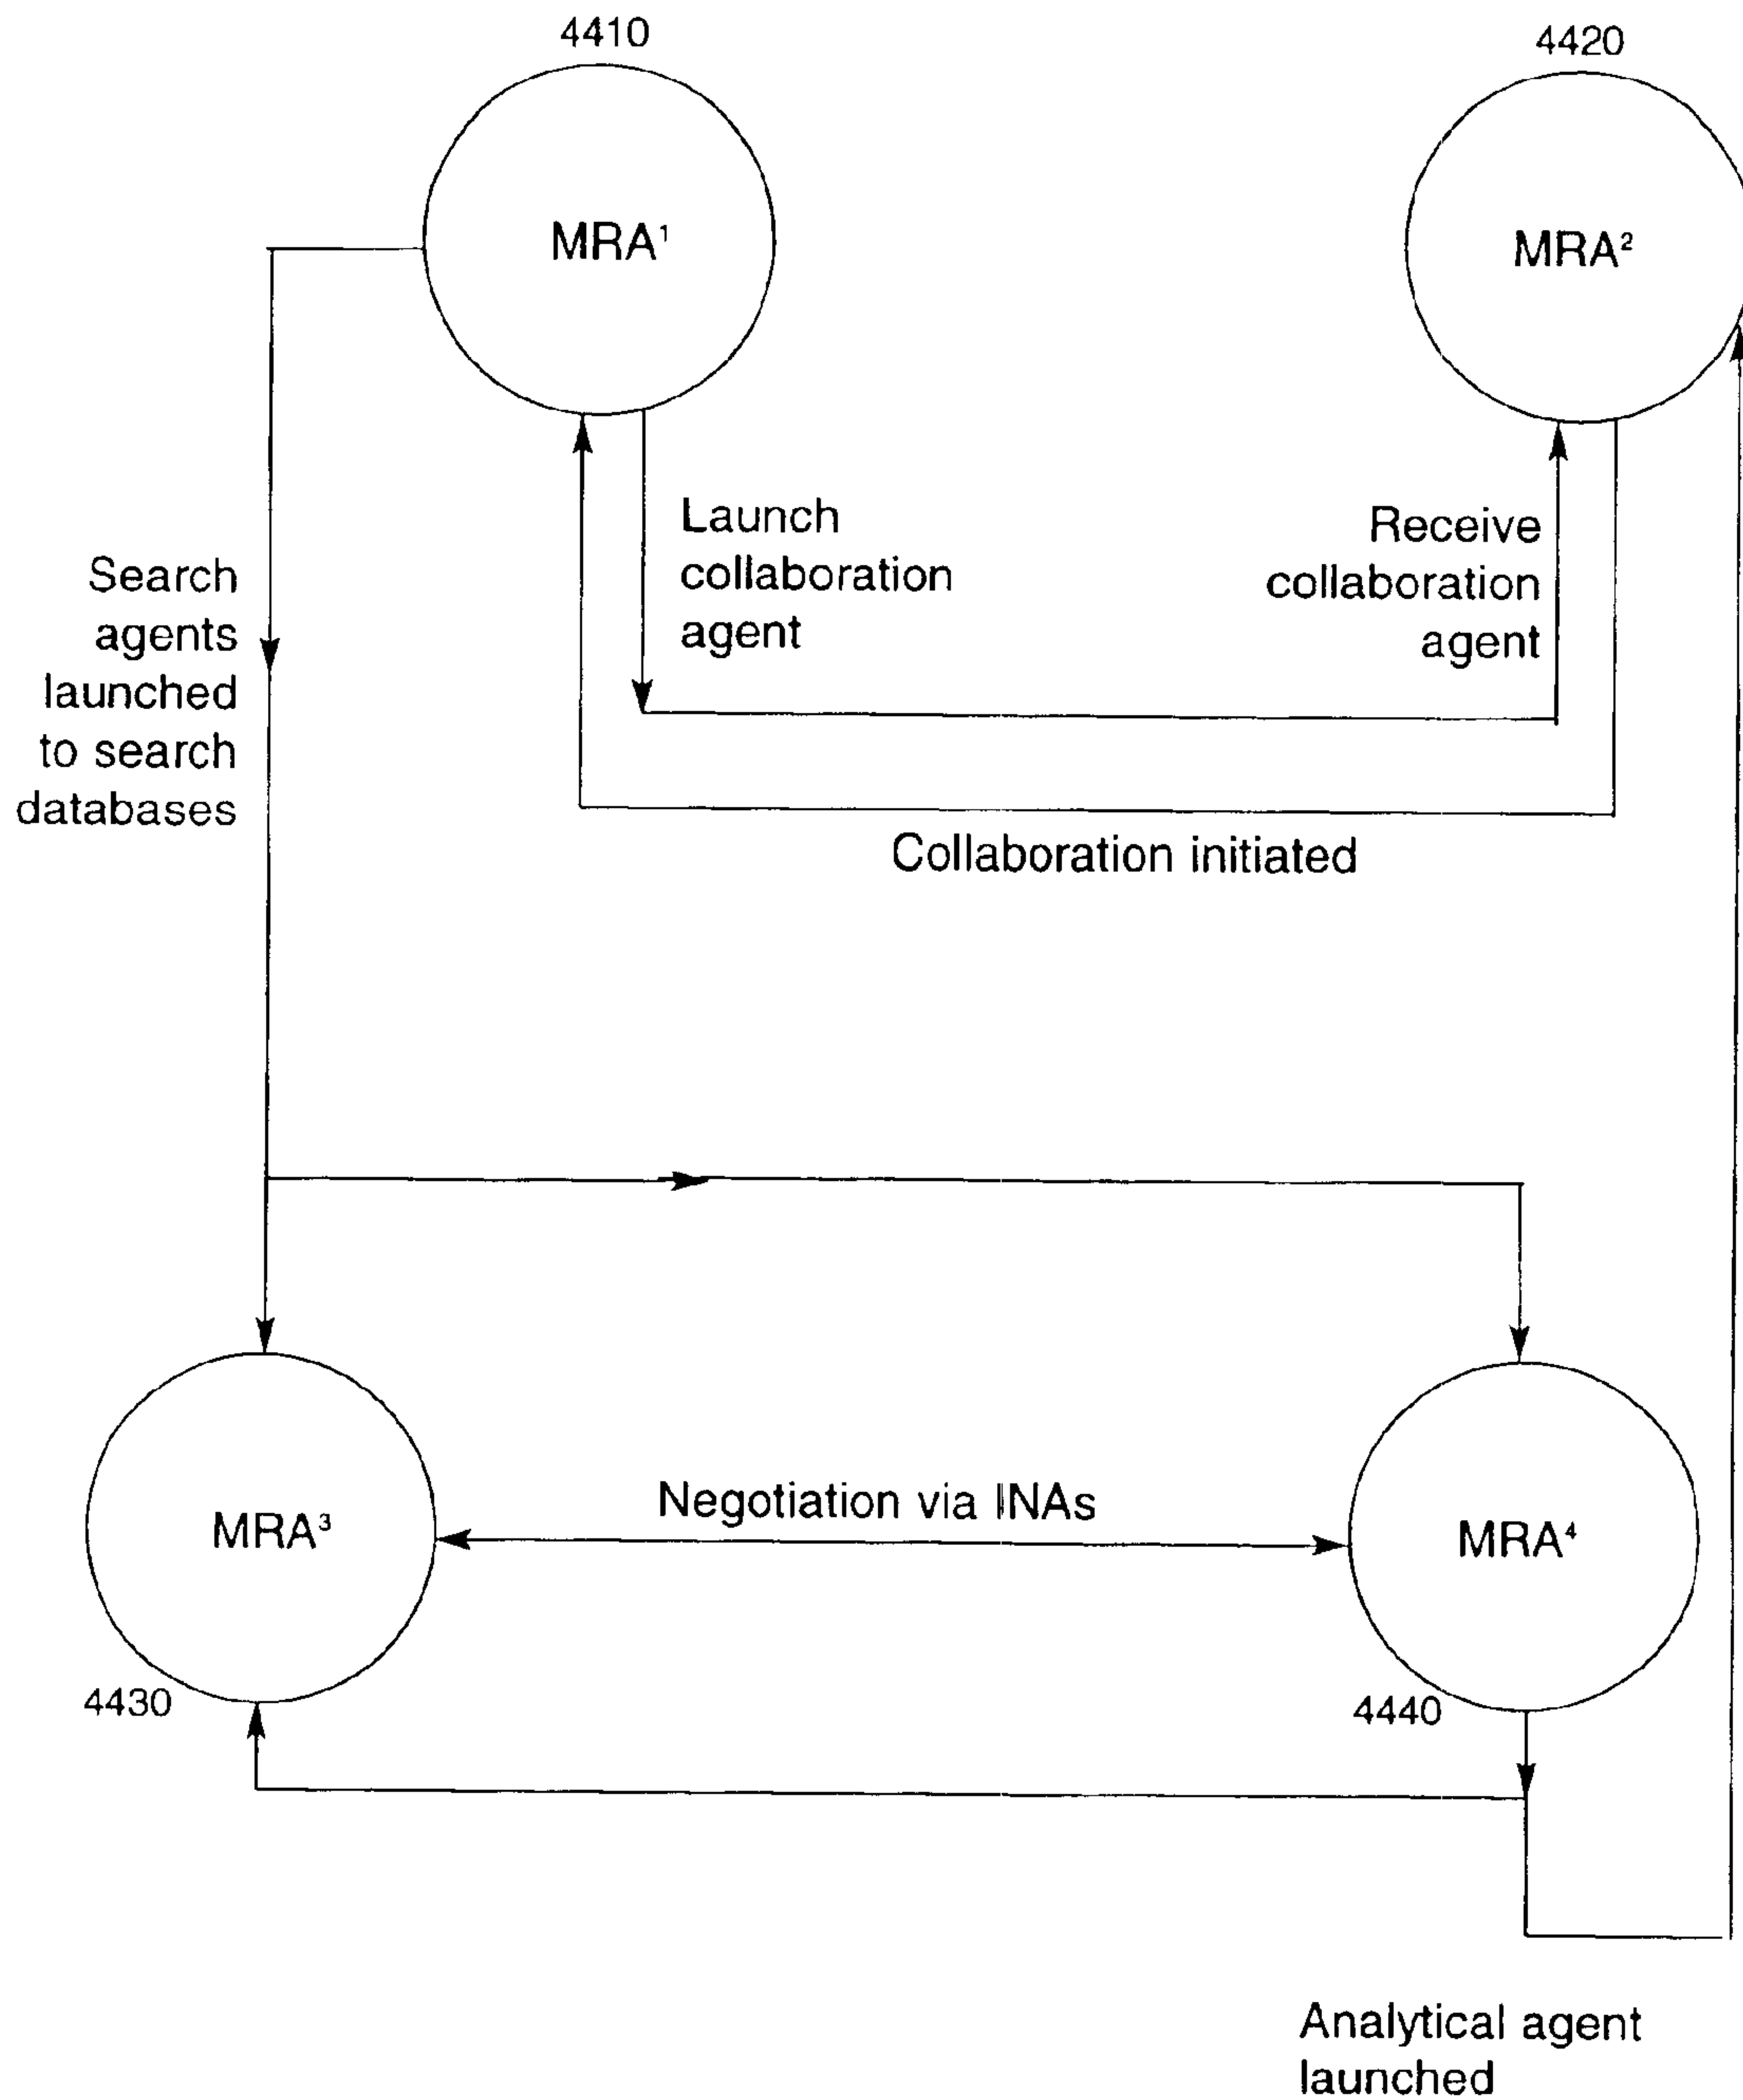 4410
4420
MRA¹
MRA²
Launch
collaboration
agent
Receive
collaboration
agent
Search
agents
launched
to search
databases
Collaboration initiated
Negotiation via INAs
MRA³
MRA⁴
4430
4440
Analytical agent
launched